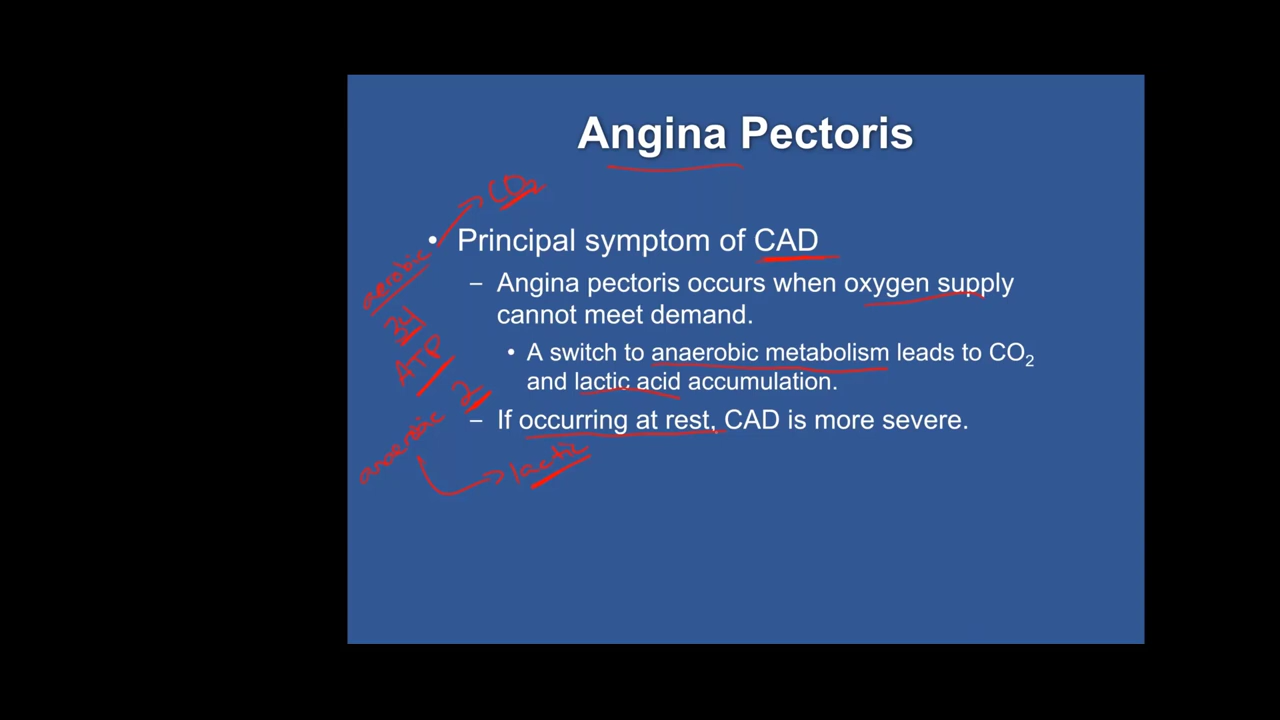 Angina Pectoris
CO2
• Principal symptom of CAD
aerobic
– Angina pectoris occurs when oxygen supply
cannot meet demand.
34
ATP
• A switch to anaerobic metabolism leads to CO₂
and lactic acid accumulation.
2
– If occurring at rest, CAD is more severe.
anaerobic
lactic